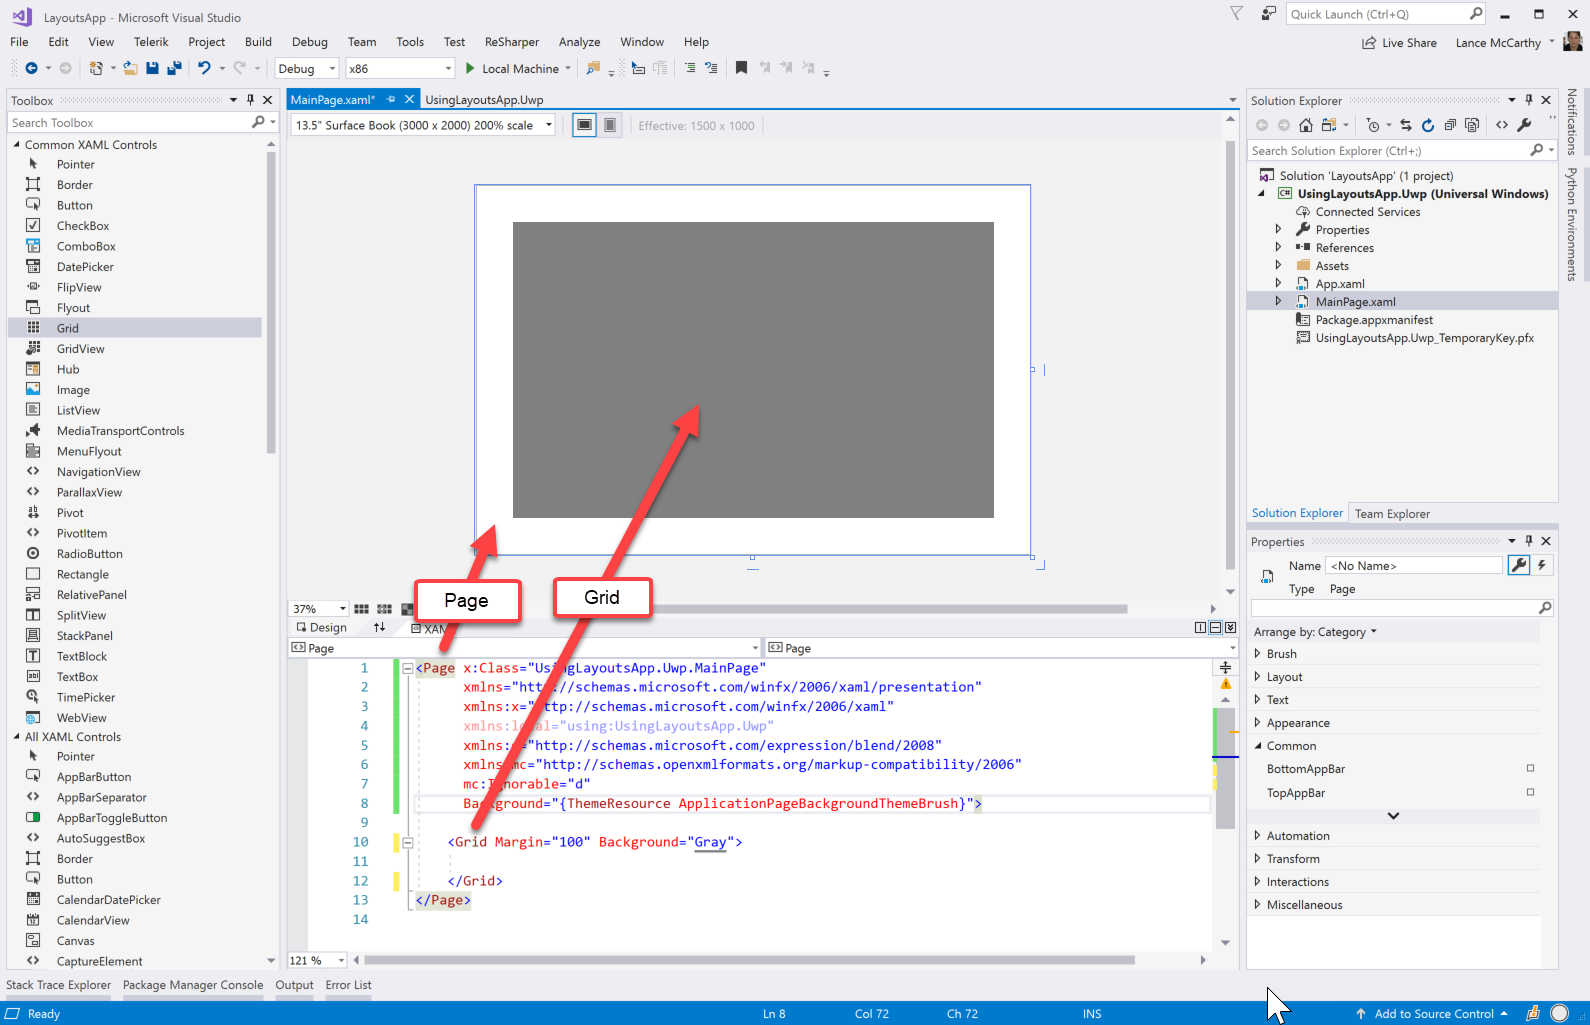 LayoutsApp - Microsoft Visual Studio
Quick Launch (Ctrl+Q)
File Edit View Telerik Project Build Debug Team Tools Test ReSharper Analyze Window Help
Live Share Lance McCarthy
Debug x86 Local Machine
Toolbox
Search Toolbox
Common XAML Controls
Pointer
Border
Button
CheckBox
ComboBox
DatePicker
FlipView
Flyout
Grid
GridView
Hub
Image
ListView
MediaTransportControls
MenuFlyout
NavigationView
ParallaxView
Pivot
PivotItem
RadioButton
Rectangle
RelativePanel
SplitView
StackPanel
TextBlock
TextBox
TimePicker
WebView
All XAML Controls
Pointer
AppBarButton
AppBarSeparator
AppBarToggleButton
AutoSuggestBox
Border
Button
CalendarDatePicker
CalendarView
Canvas
CaptureElement
MainPage.xaml* UsingLayoutsApp.Uwp
13.5" Surface Book (3000 x 2000) 200% scale Effective: 1500 x 1000
Page
Grid
37%
Design XAM
Page Page
1 <Page x:Class="UsingLayoutsApp.Uwp.MainPage"
2 xmlns="http://schemas.microsoft.com/winfx/2006/xaml/presentation"
3 xmlns:x="http://schemas.microsoft.com/winfx/2006/xaml"
4 xmlns:local="using:UsingLayoutsApp.Uwp"
5 xmlns:d="http://schemas.microsoft.com/expression/blend/2008"
6 xmlns:mc="http://schemas.openxmlformats.org/markup-compatibility/2006"
7 mc:Ignorable="d"
8 Background="{ThemeResource ApplicationPageBackgroundThemeBrush}">
9
10 <Grid Margin="100" Background="Gray">
11
12 </Grid>
13 </Page>
14
121 %
Solution Explorer
Search Solution Explorer (Ctrl+;)
Solution 'LayoutsApp' (1 project)
C# UsingLayoutsApp.Uwp (Universal Windows)
Connected Services
Properties
References
Assets
App.xaml
MainPage.xaml
Package.appxmanifest
UsingLayoutsApp.Uwp_TemporaryKey.pfx
Solution Explorer Team Explorer
Properties
Name <No Name>
Type Page
Arrange by: Category
Brush
Layout
Text
Appearance
Common
BottomAppBar
TopAppBar
Automation
Transform
Interactions
Miscellaneous
Notifications
Python Environments
Stack Trace Explorer Package Manager Console Output Error List
Ready Ln 8 Col 72 Ch 72 INS Add to Source Control